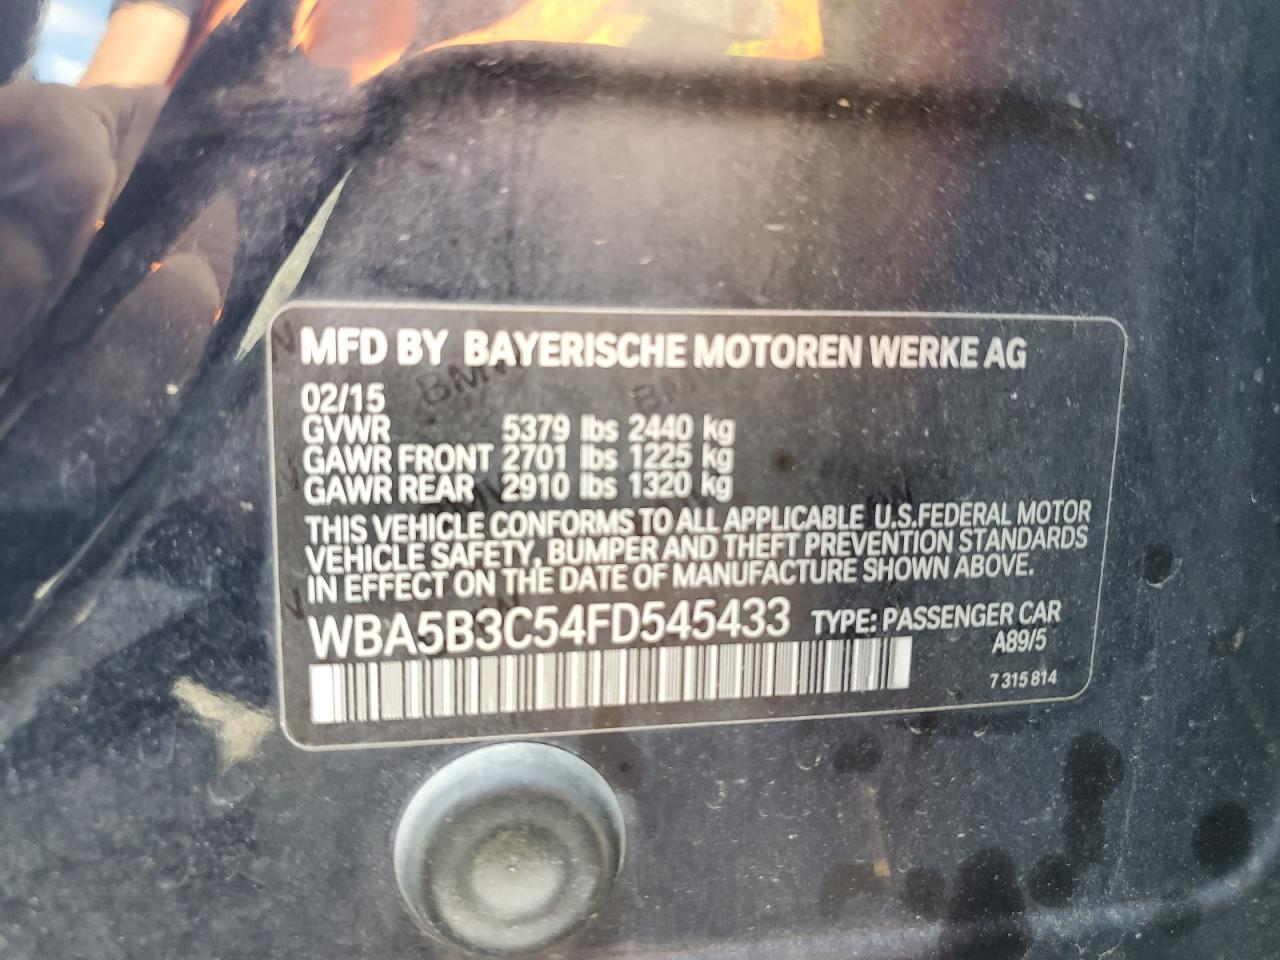 MFD BY BAYERISCHE MOTOREN WERKE AG
02/15
GVWR 5379 lbs 2440 kg
GAWR FRONT 2701 lbs 1225 kg
GAWR REAR 2910 lbs 1320 kg
THIS VEHICLE CONFORMS TO ALL APPLICABLE U.S.FEDERAL MOTOR
VEHICLE SAFETY, BUMPER AND THEFT PREVENTION STANDARDS
IN EFFECT ON THE DATE OF MANUFACTURE SHOWN ABOVE.
WBA5B3C54FD545433 TYPE: PASSENGER CAR
A89/5
7 315 814